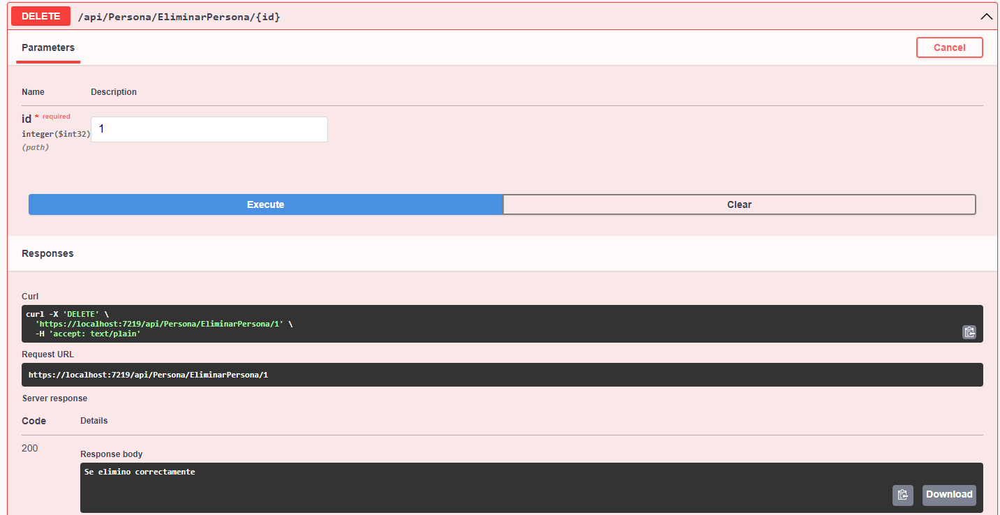 DELETE /api/Persona/EliminarPersona/{id}
Parameters
Cancel
Name Description
id * required
integer($int32)
(path)
1
Execute
Clear
Responses
Curl
curl -X 'DELETE' \
'https://localhost:7219/api/Persona/EliminarPersona/1' \
-H 'accept: text/plain'
Request URL
https://localhost:7219/api/Persona/EliminarPersona/1
Server response
Code Details
200
Response body
Se elimino correctamente
Download